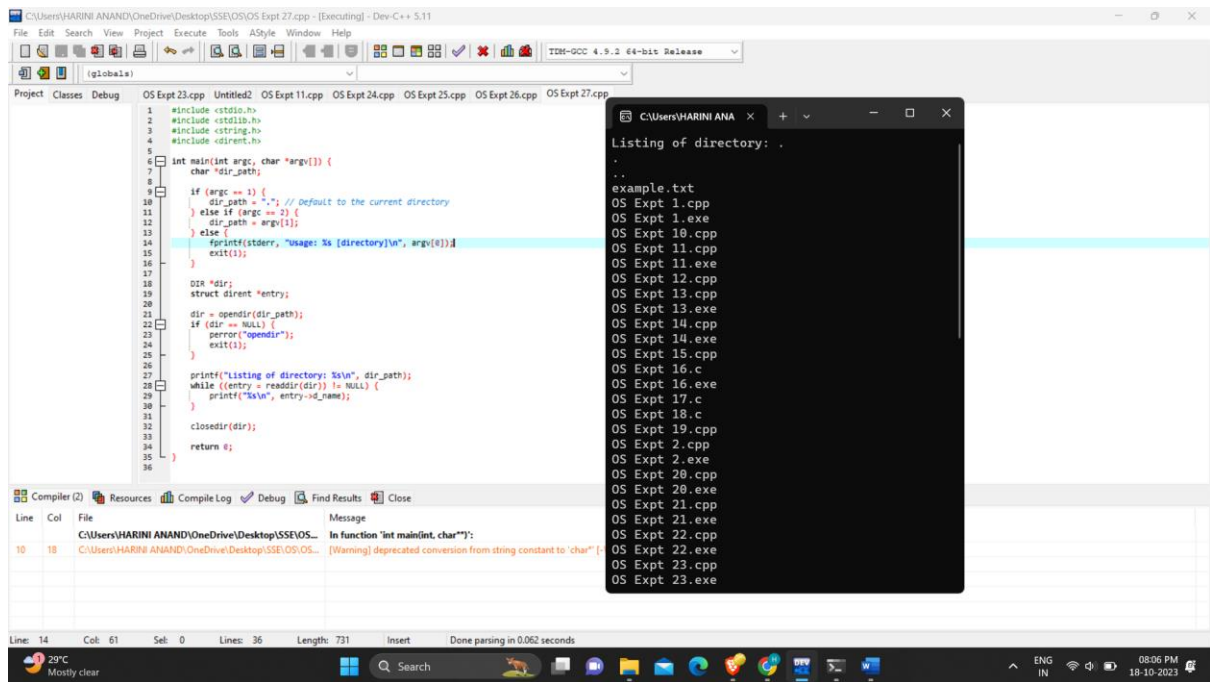 C:\Users\HARINI ANAND\OneDrive\Desktop\SSE\OS\OS Expt 27.cpp - [Executing] - Dev-C++ 5.11
File Edit Search View Project Execute Tools AStyle Window Help
TDM-GCC 4.9.2 64-bit Release
(globals)
Project Classes Debug OS Expt 23.cpp Untitled2 OS Expt 11.cpp OS Expt 24.cpp OS Expt 25.cpp OS Expt 26.cpp OS Expt 27.cpp
1 #include <stdio.h>
2 #include <stdlib.h>
3 #include <string.h>
4 #include <dirent.h>
5
6 int main(int argc, char *argv[]) {
7 char *dir_path;
8
9 if (argc == 1) {
10 dir_path = "."; // Default to the current directory
11 } else if (argc == 2) {
12 dir_path = argv[1];
13 } else {
14 fprintf(stderr, "Usage: %s [directory]\n", argv[0]);
15 exit(1);
16 }
17
18 DIR *dir;
19 struct dirent *entry;
20
21 dir = opendir(dir_path);
22 if (dir == NULL) {
23 perror("opendir");
24 exit(1);
25 }
26
27 printf("Listing of directory: %s\n", dir_path);
28 while ((entry = readdir(dir)) != NULL) {
29 printf("%s\n", entry->d_name);
30 }
31
32 closedir(dir);
33
34 return 0;
35 }
36
C:\Users\HARINI ANA
Listing of directory: .
.
..
example.txt
OS Expt 1.cpp
OS Expt 1.exe
OS Expt 10.cpp
OS Expt 11.cpp
OS Expt 11.exe
OS Expt 12.cpp
OS Expt 13.cpp
OS Expt 13.exe
OS Expt 14.cpp
OS Expt 14.exe
OS Expt 15.cpp
OS Expt 16.c
OS Expt 16.exe
OS Expt 17.c
OS Expt 18.c
OS Expt 19.cpp
OS Expt 2.cpp
OS Expt 2.exe
OS Expt 20.cpp
OS Expt 20.exe
OS Expt 21.cpp
OS Expt 21.exe
OS Expt 22.cpp
OS Expt 22.exe
OS Expt 23.cpp
OS Expt 23.exe
Compiler (2) Resources Compile Log Debug Find Results Close
Line Col File Message
C:\Users\HARINI ANAND\OneDrive\Desktop\SSE\OS... In function 'int main(int, char**)':
10 18 C:\Users\HARINI ANAND\OneDrive\Desktop\SSE\OS\OS... [Warning] deprecated conversion from string constant to 'char*' [-
Line: 14 Col: 61 Sel: 0 Lines: 36 Length: 731 Insert Done parsing in 0.062 seconds
29°C
Mostly clear
Search
ENG
IN
08:06 PM
18-10-2023